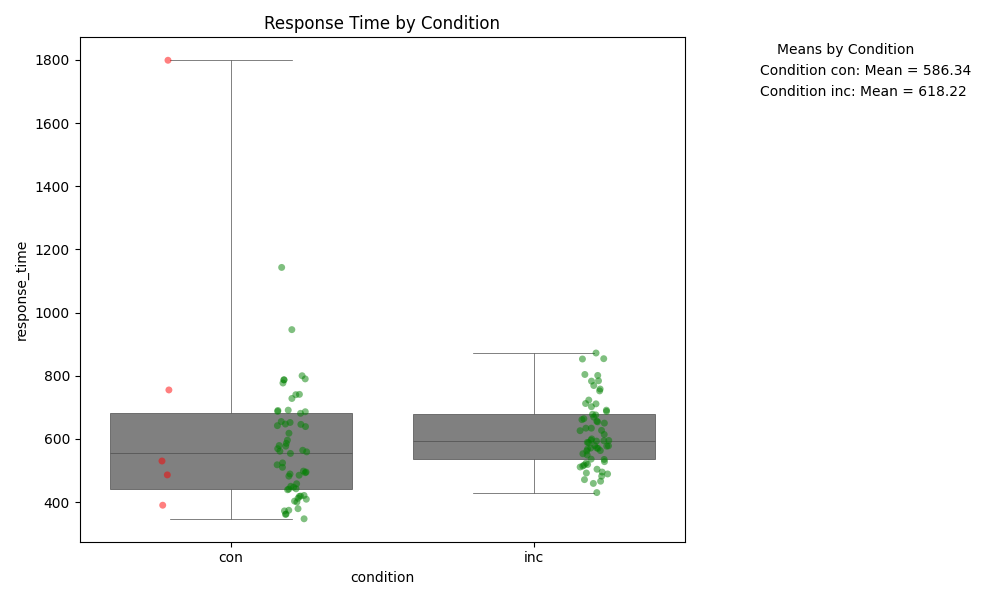 Response Time by Condition
Means by Condition
Condition con: Mean = 586.34
Condition inc: Mean = 618.22
response_time
1800
1600
1400
1200
1000
800
600
400
con
inc
condition